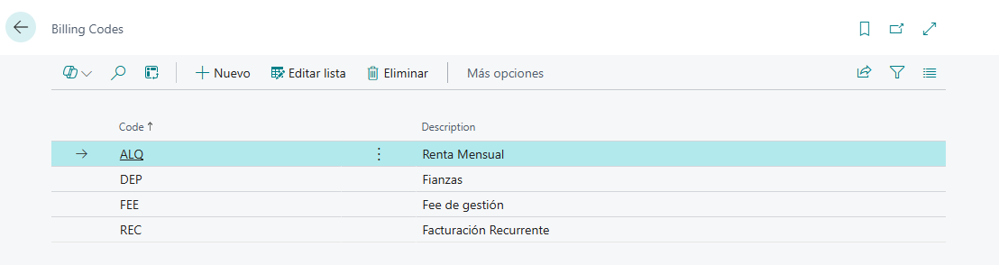 Billing Codes
Nuevo Editar lista Eliminar Más opciones
Code ↑ Description
ALQ Renta Mensual
DEP Fianzas
FEE Fee de gestión
REC Facturación Recurrente